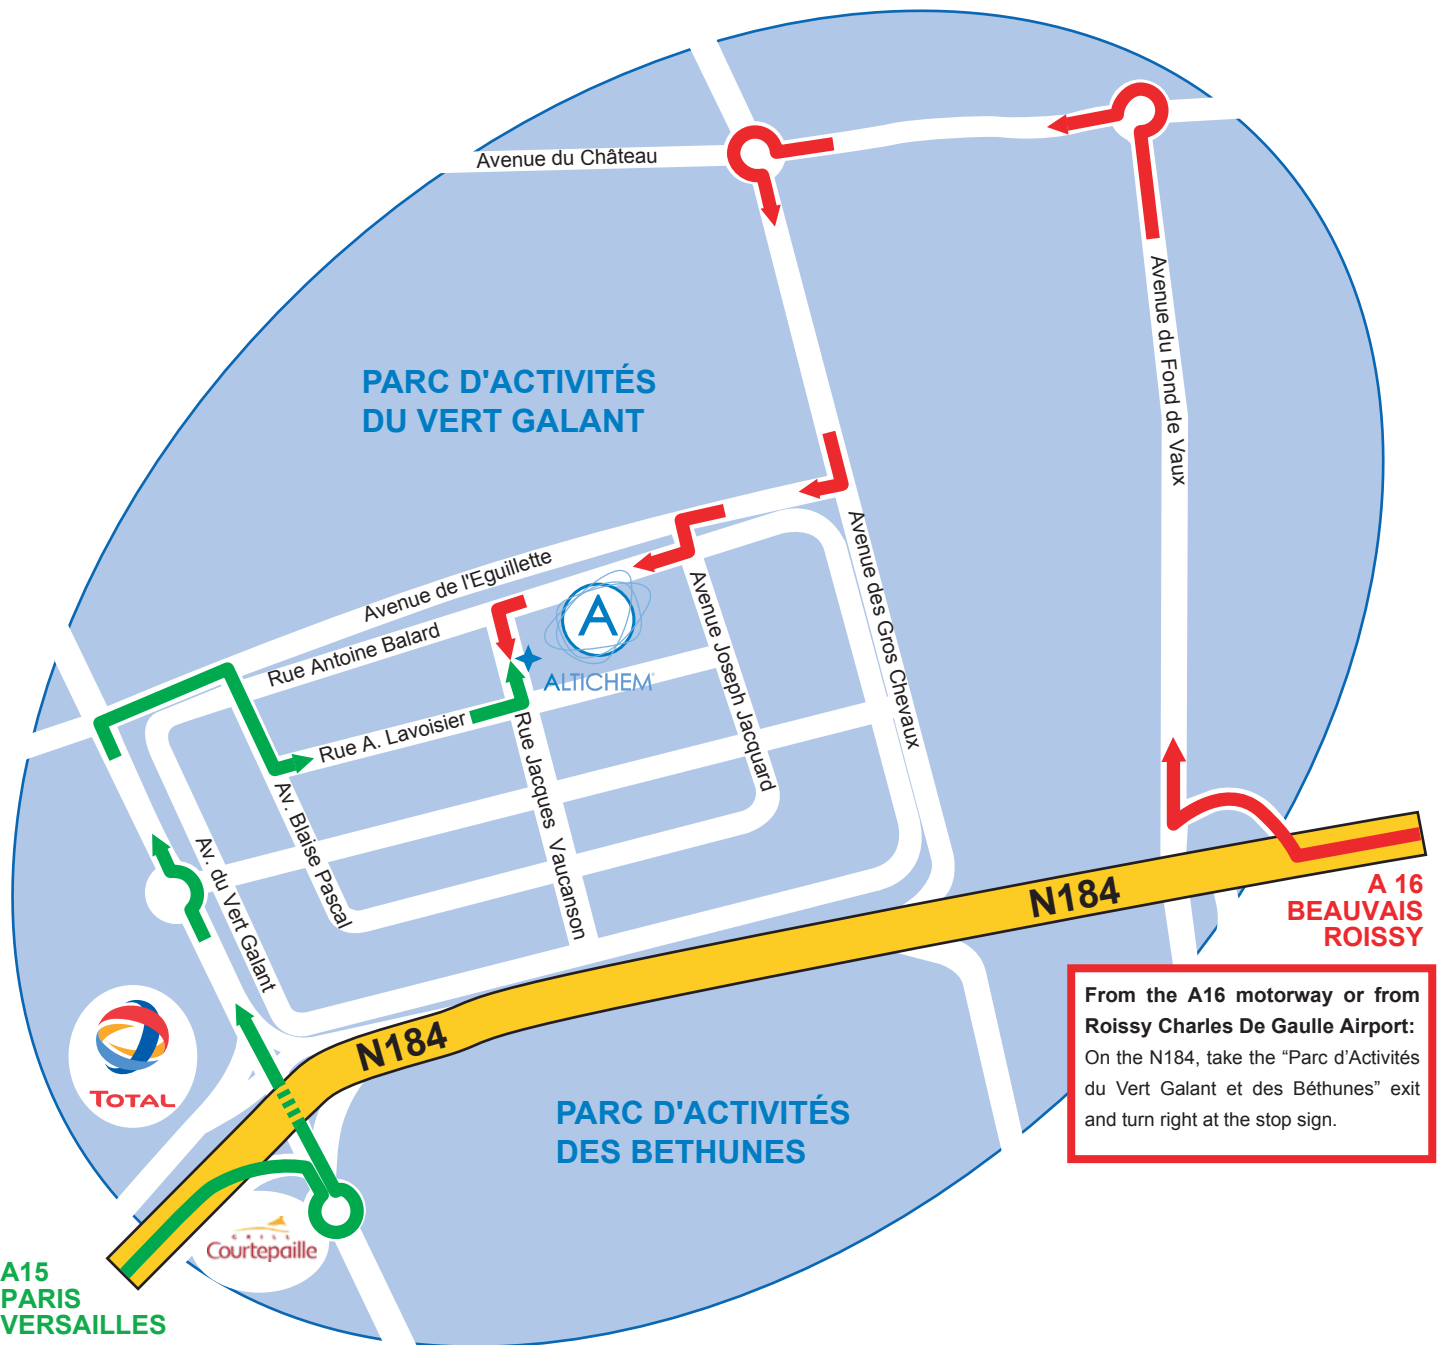 Avenue du Château
Avenue du Fond de Vaux
PARC D'ACTIVITÉS
DU VERT GALANT
Avenue de l'Eguillette
Avenue des Gros Chevaux
Rue Antoine Balard
A
ALTICHEM
Avenue Joseph Jacquard
Rue A. Lavoisier
Rue Jacques Vaucanson
Av. Blaise Pascal
Av. du Vert Galant
N184
A 16
BEAUVAIS
ROISSY
From the A16 motorway or from
Roissy Charles De Gaulle Airport:
On the N184, take the “Parc d’Activités
du Vert Galant et des Béthunes” exit
and turn right at the stop sign.
N184
TOTAL
PARC D'ACTIVITÉS
DES BETHUNES
GRILL
Courtepaille
A15
PARIS
VERSAILLES